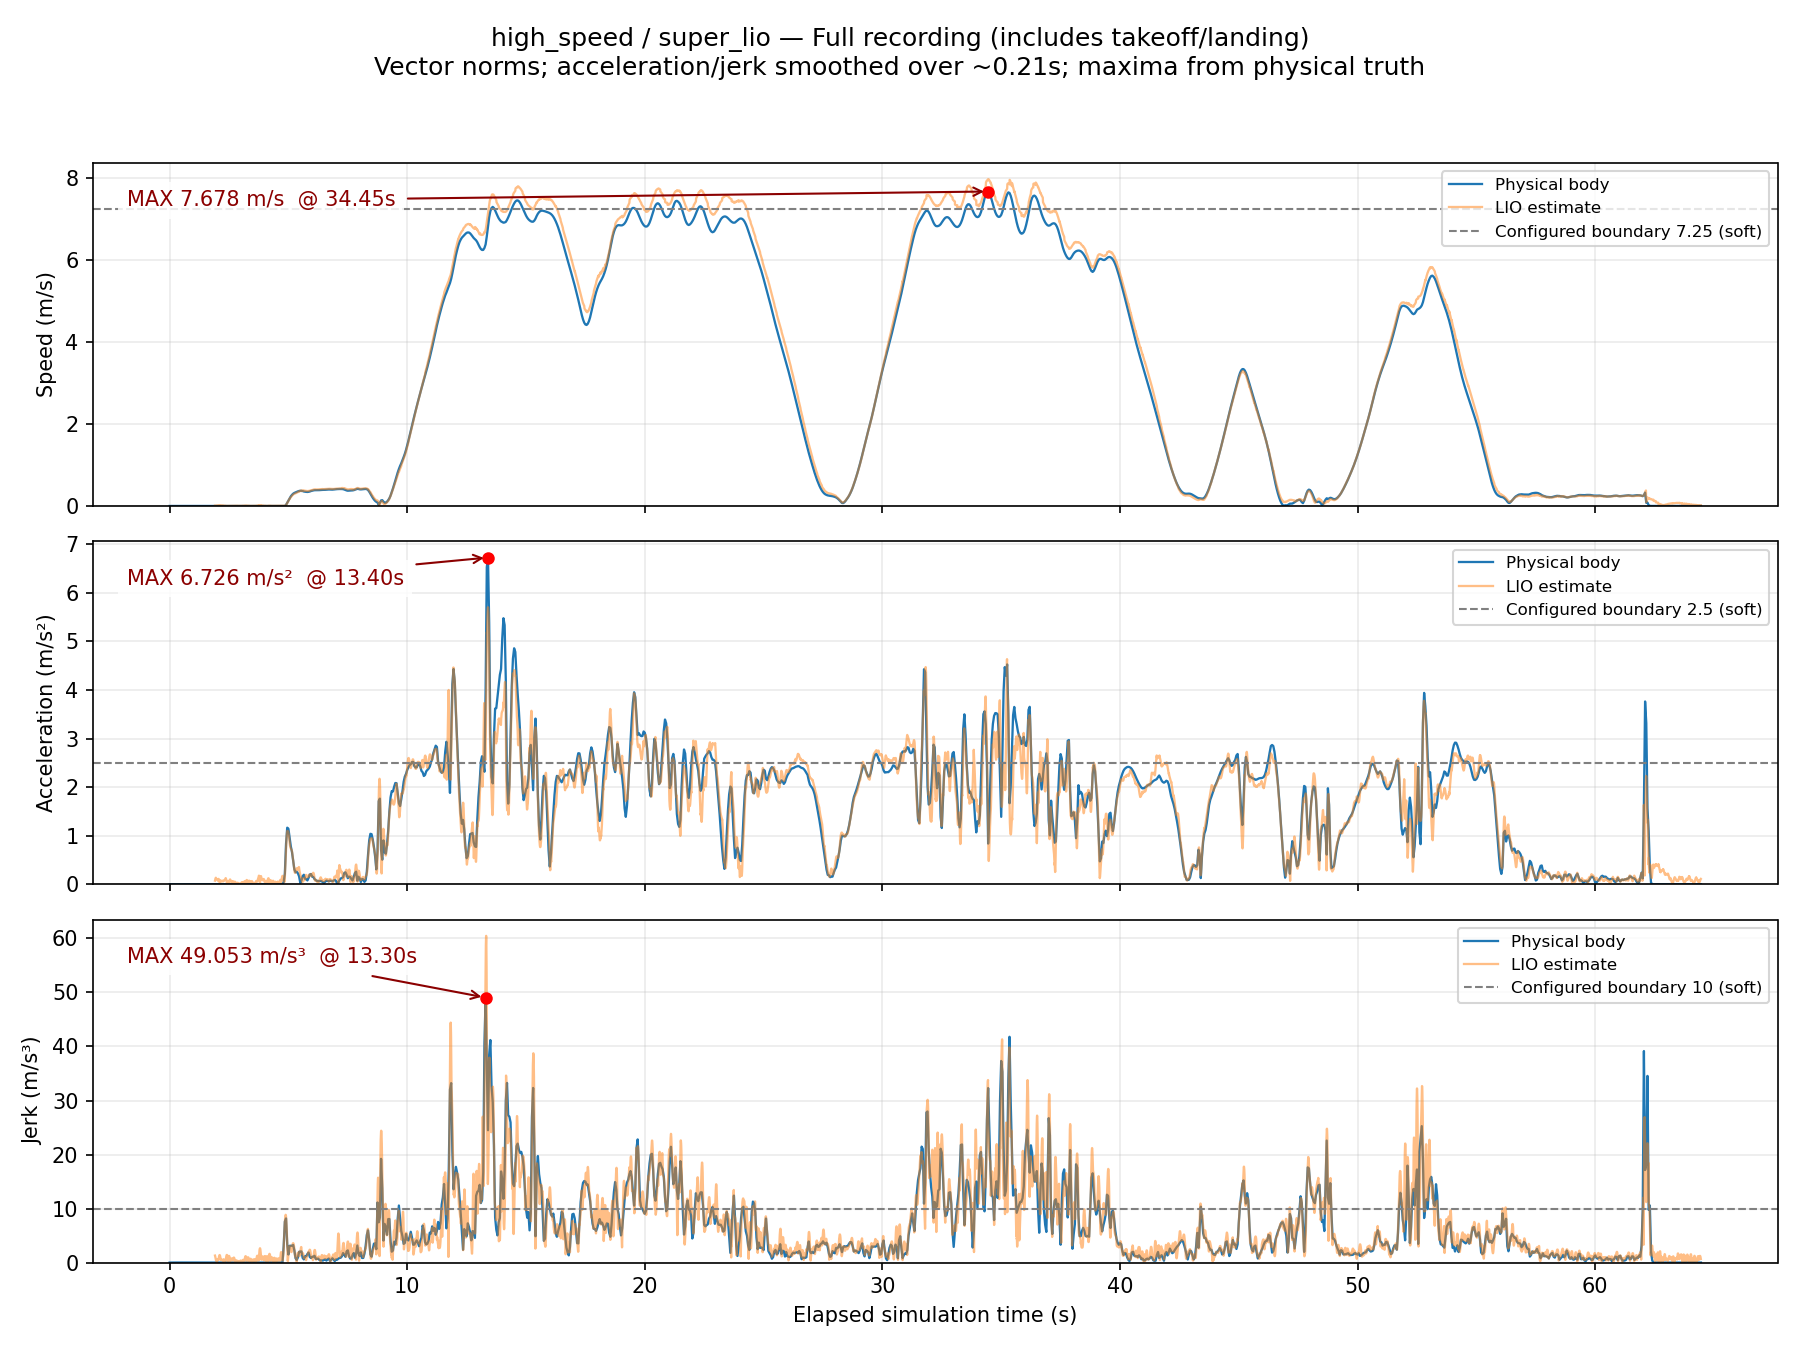 high_speed / super_lio — Full recording (includes takeoff/landing)
Vector norms; acceleration/jerk smoothed over ~0.21s; maxima from physical truth
8
6
4
2
0
Speed (m/s)
MAX 7.678 m/s  @ 34.45s
Physical body
LIO estimate
Configured boundary 7.25 (soft)
7
6
5
4
3
2
1
0
Acceleration (m/s²)
MAX 6.726 m/s²  @ 13.40s
Physical body
LIO estimate
Configured boundary 2.5 (soft)
60
50
40
30
20
10
0
Jerk (m/s³)
MAX 49.053 m/s³  @ 13.30s
Physical body
LIO estimate
Configured boundary 10 (soft)
0 10 20 30 40 50 60
Elapsed simulation time (s)